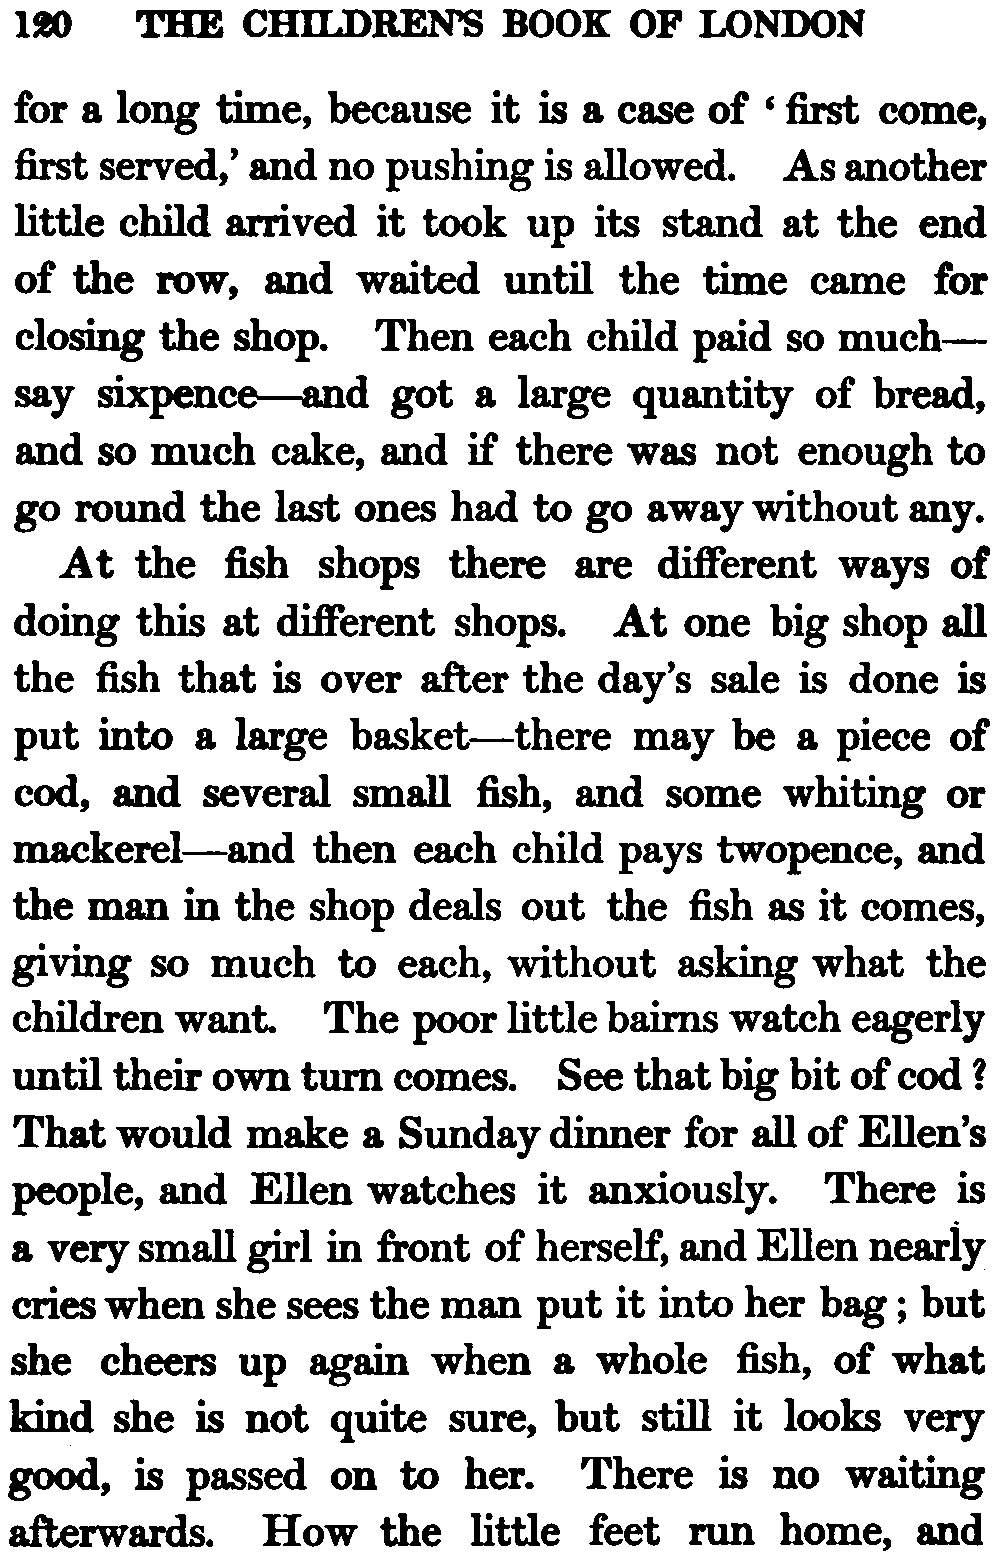 120 THE CHILDREN'S BOOK OF LONDON
for a long time, because it is a case of ‘first come,
first served,’ and no pushing is allowed. As another
little child arrived it took up its stand at the end
of the row, and waited until the time came for
closing the shop. Then each child paid so much—
say sixpence—and got a large quantity of bread,
and so much cake, and if there was not enough to
go round the last ones had to go away without any.
At the fish shops there are different ways of
doing this at different shops. At one big shop all
the fish that is over after the day's sale is done is
put into a large basket—there may be a piece of
cod, and several small fish, and some whiting or
mackerel—and then each child pays twopence, and
the man in the shop deals out the fish as it comes,
giving so much to each, without asking what the
children want. The poor little bairns watch eagerly
until their own turn comes. See that big bit of cod?
That would make a Sunday dinner for all of Ellen's
people, and Ellen watches it anxiously. There is
a very small girl in front of herself, and Ellen nearly
cries when she sees the man put it into her bag; but
she cheers up again when a whole fish, of what
kind she is not quite sure, but still it looks very
good, is passed on to her. There is no waiting
afterwards. How the little feet run home, and